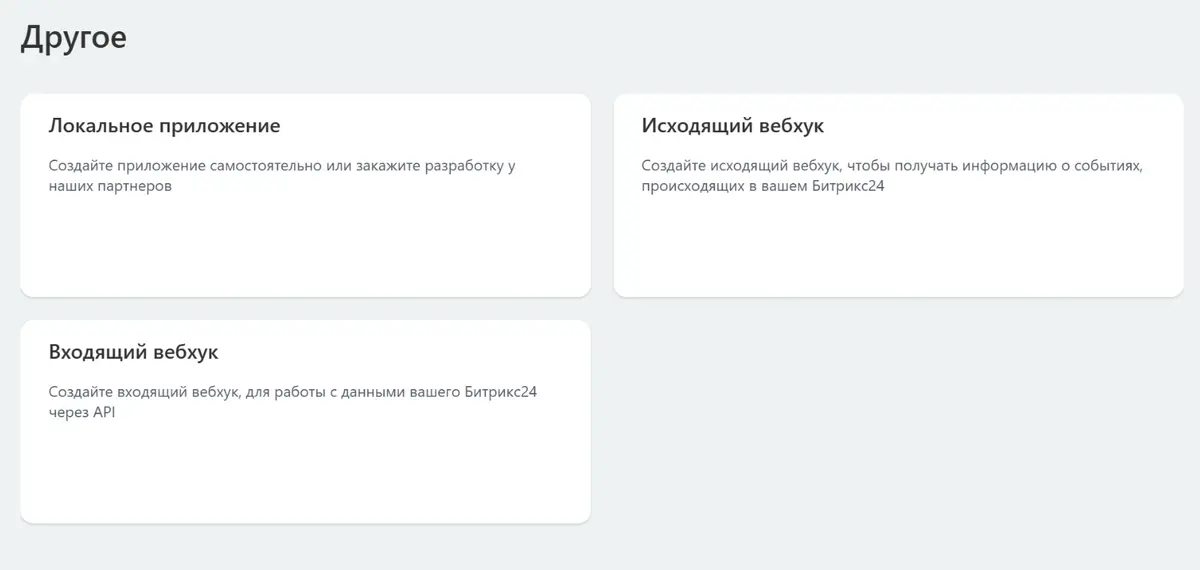 Другое
Локальное приложение
Создайте приложение самостоятельно или закажите разработку у
наших партнеров
Исходящий вебхук
Создайте исходящий вебхук, чтобы получать информацию о событиях,
происходящих в вашем Битрикс24
Входящий вебхук
Создайте входящий вебхук, для работы с данными вашего Битрикс24
через API